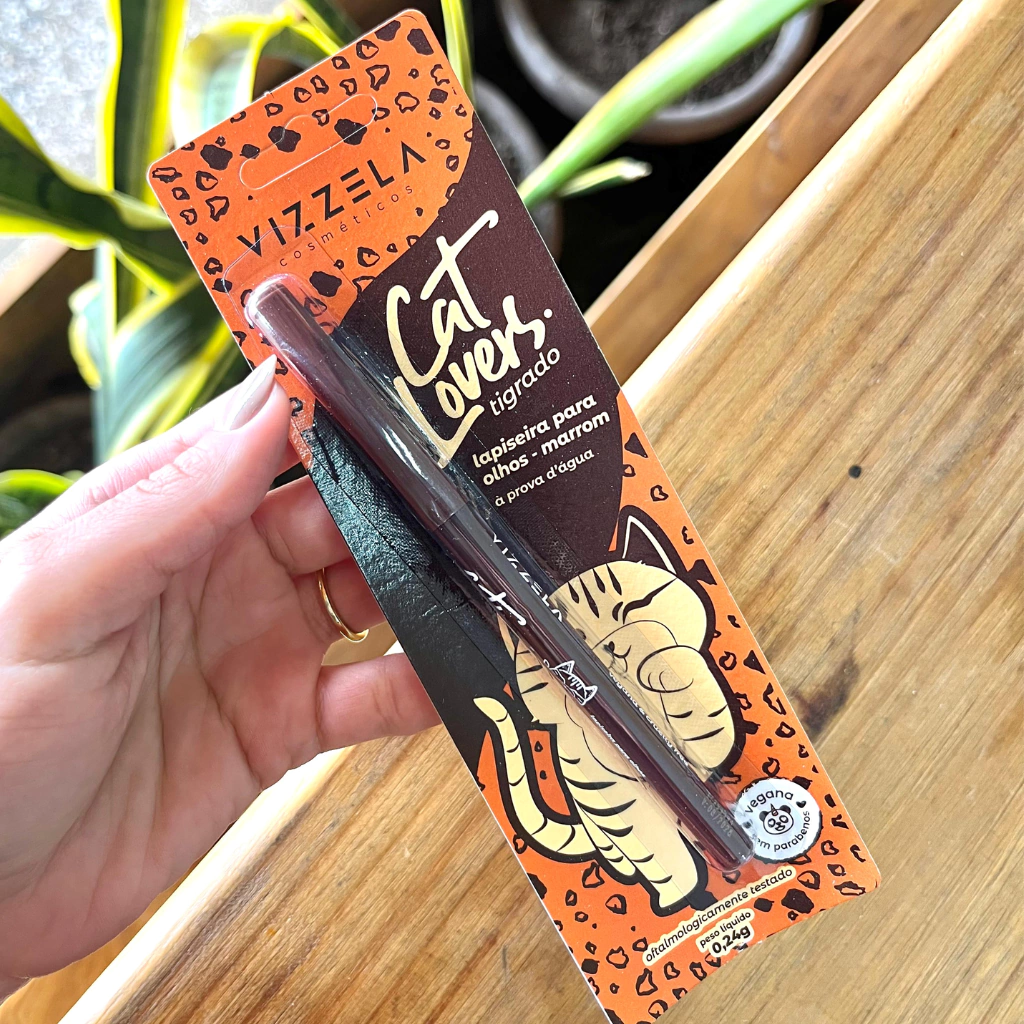 VIZZELA
cosméticos
Cat
Lovers.
tigrado
lapiseira para
olhos - marrom
à prova d'água
VIZZELA
vegana
parabenos
oftalmologicamente testado
peso líquido
0,24g